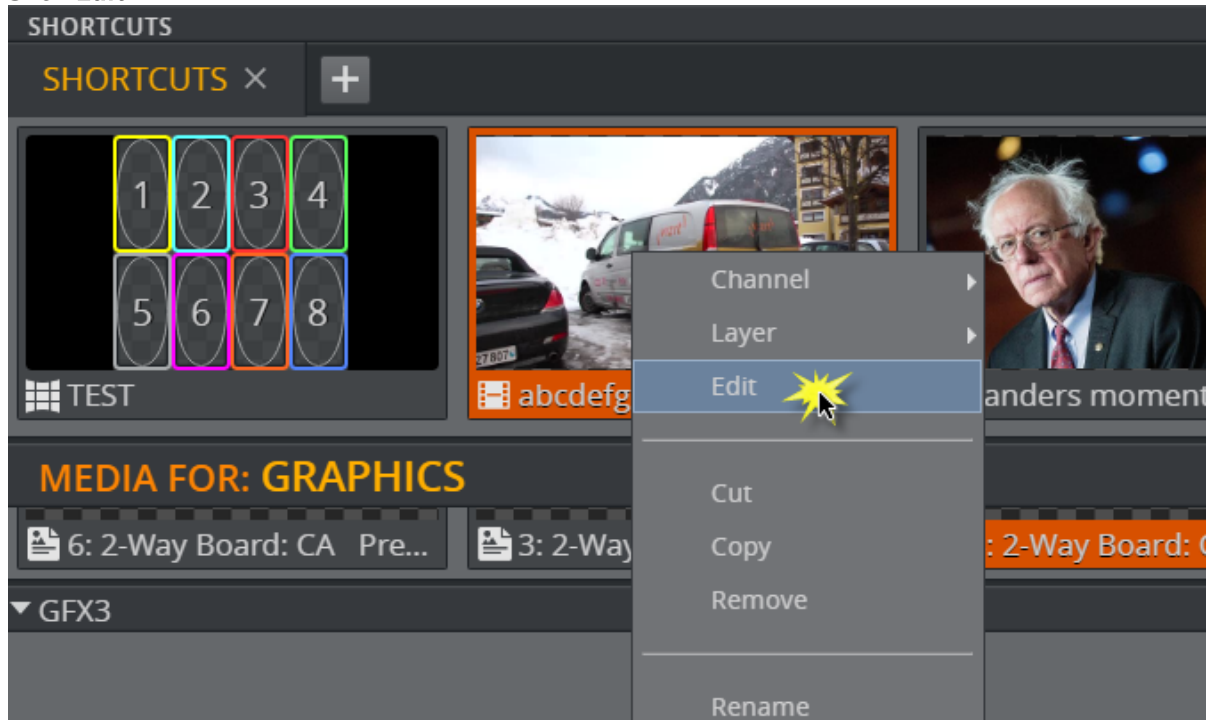 SHORTCUTS
SHORTCUTS ×
1 2 3 4
5 6 7 8
TEST
abcdefg
anders moment
Channel
Layer
Edit
Cut
Copy
Remove
Rename
MEDIA FOR: GRAPHICS
6: 2-Way Board: CA Pre...
3: 2-Way
: 2-Way Board:
GFX3